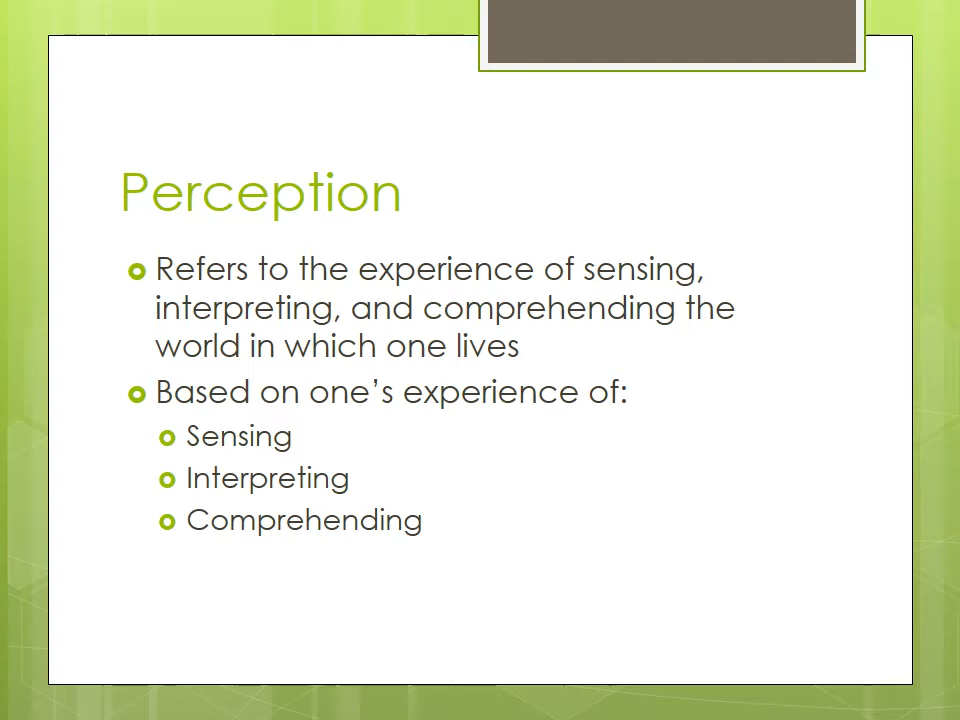 Perception
Refers to the experience of sensing,
interpreting, and comprehending the
world in which one lives
Based on one’s experience of:
Sensing
Interpreting
Comprehending